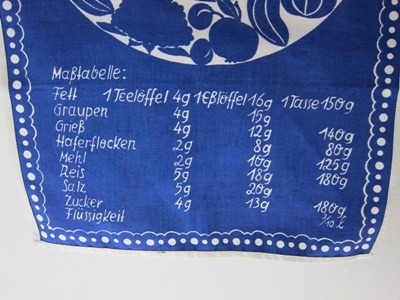 Maßtabelle:
Fett 1 Teelöffel 4g 1 Eßlöffel 16g 1 Tasse 150g
Graupen 4g 15g
Grieß 4g 12g 140g
Haferflocken 2g 8g 80g
Mehl 2g 10g 125g
Reis 5g 18g 180g
Salz 5g 20g
Zucker 4g 13g 180g
Flüssigkeit 3/10 l